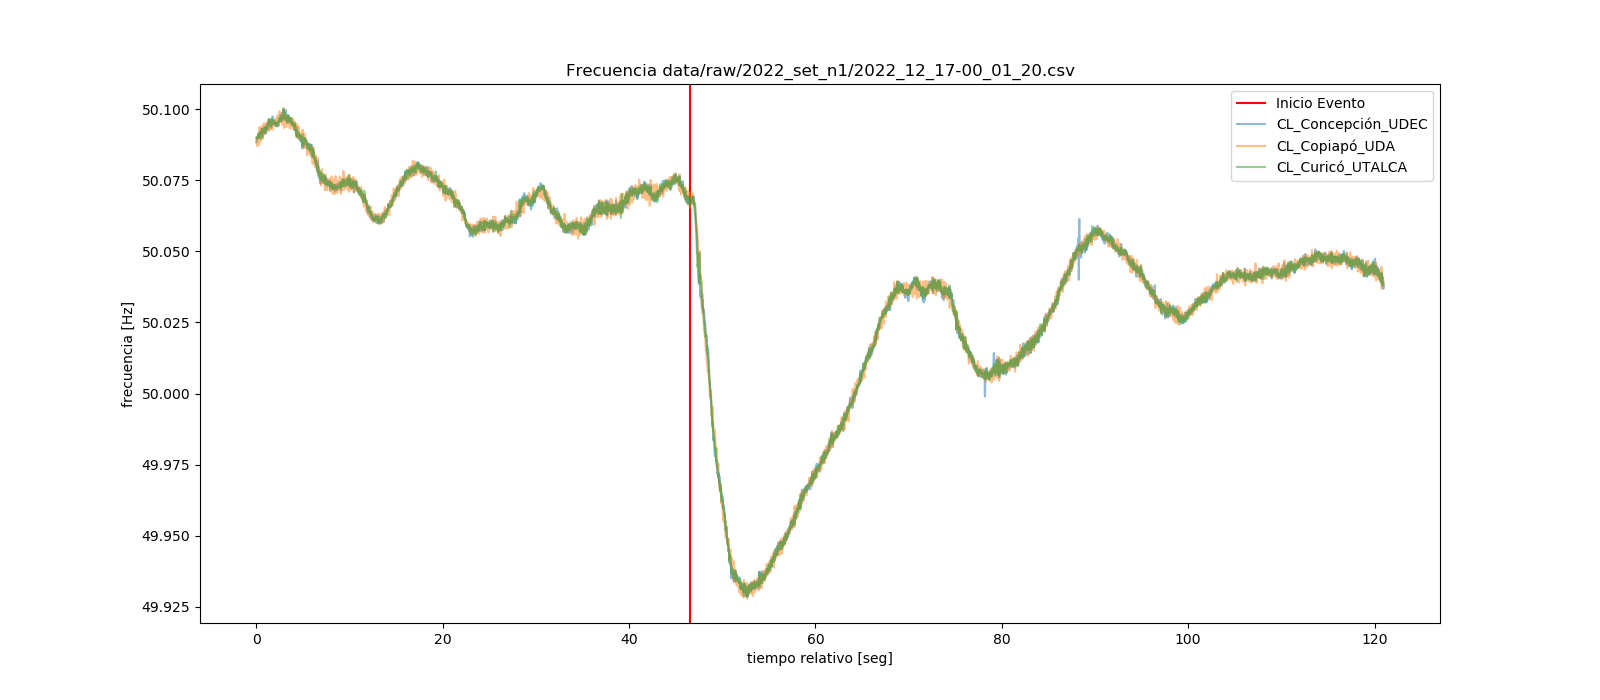 Frecuencia data/raw/2022_set_n1/2022_12_17-00_01_20.csv
50.100
50.075
50.050
50.025
50.000
49.975
49.950
49.925
frecuencia [Hz]
Inicio Evento
CL_Concepción_UDEC
CL_Copiapó_UDA
CL_Curicó_UTALCA
0 20 40 60 80 100 120
tiempo relativo [seg]